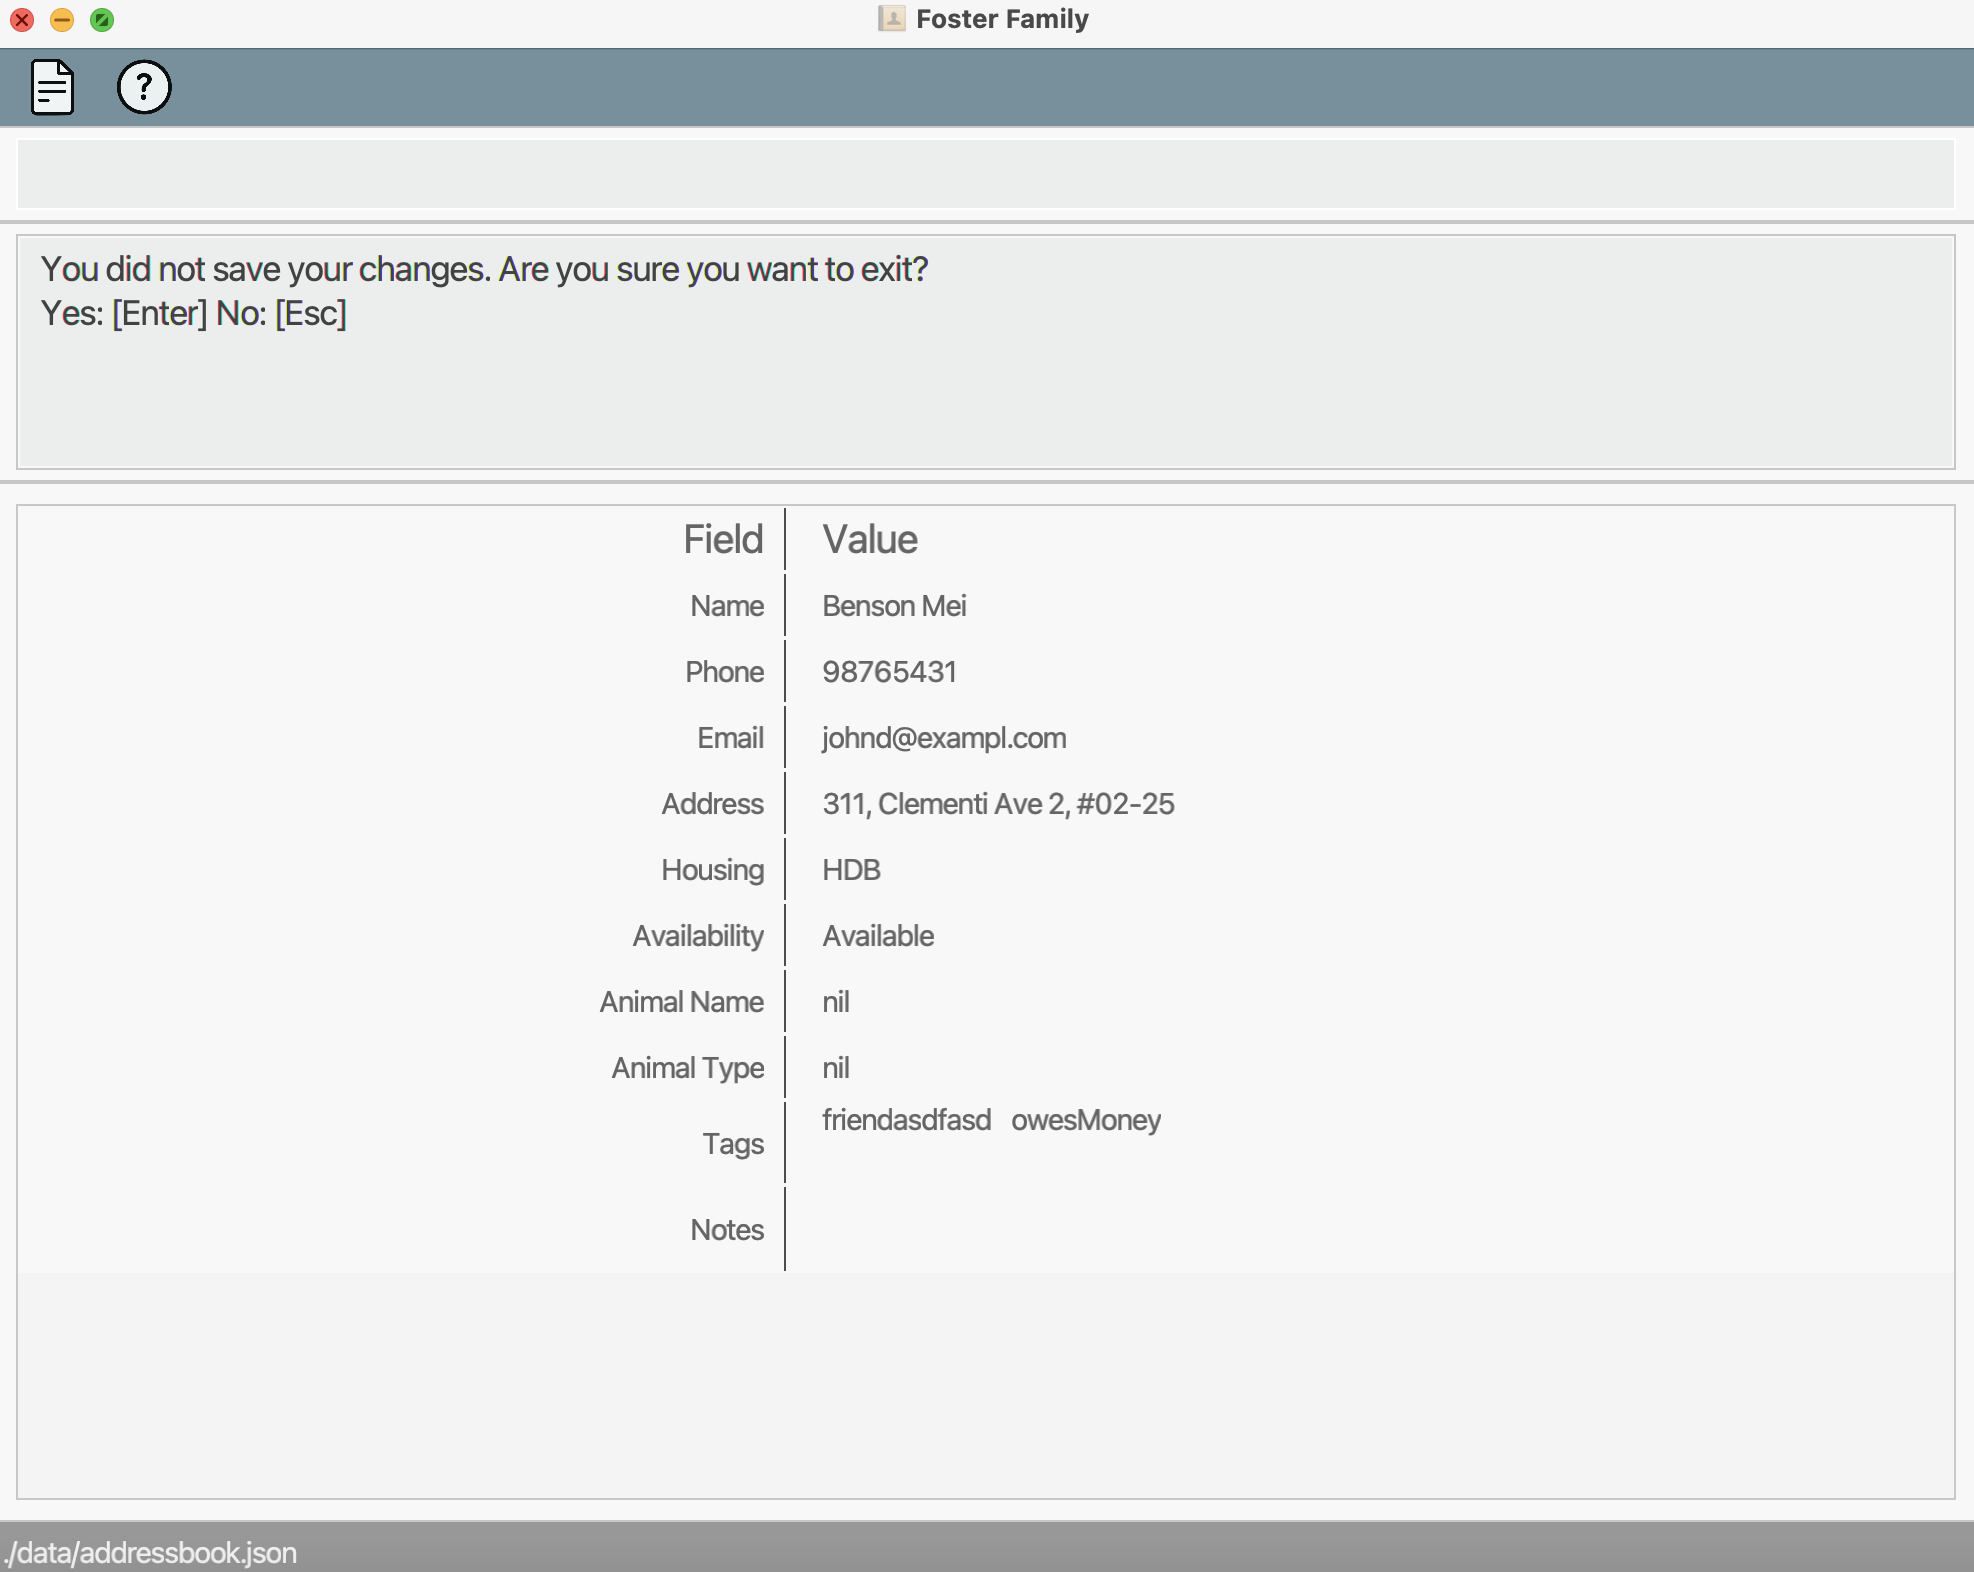 Foster Family
?
You did not save your changes. Are you sure you want to exit?
Yes: [Enter] No: [Esc]
Field Value
Name Benson Mei
Phone 98765431
Email johnd@exampl.com
Address 311, Clementi Ave 2, #02-25
Housing HDB
Availability Available
Animal Name nil
Animal Type nil
Tags friendasdfasd owesMoney
Notes
./data/addressbook.json